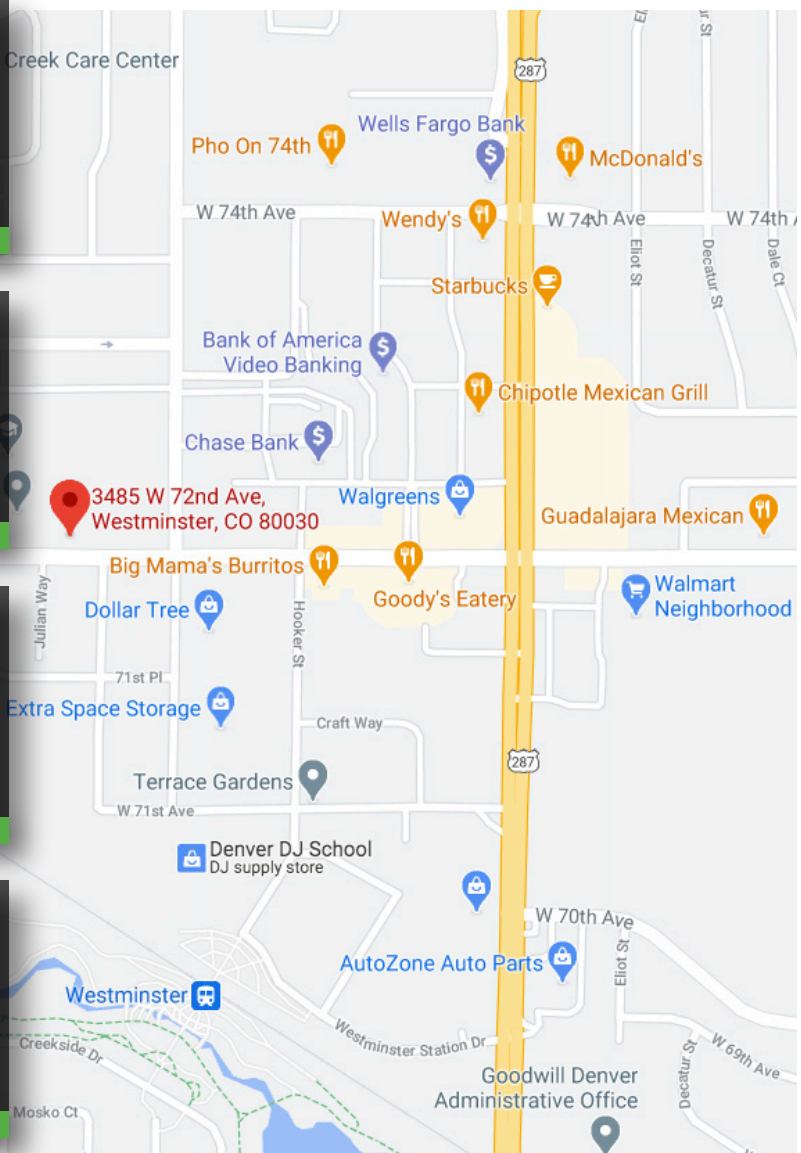 Creek Care Center
287
Wells Fargo Bank
Pho On 74th
McDonald's
W 74th Ave
Wendy's
W 74th Ave
W 74th
Eliot St
Decatur St
Dale Ct
Starbucks
Bank of America
Video Banking
Chipotle Mexican Grill
Chase Bank
3485 W 72nd Ave,
Westminster, CO 80030
Walgreens
Guadalajara Mexican
Big Mama's Burritos
Goody's Eatery
Walmart
Neighborhood
Julian Way
Dollar Tree
Hooker St
71st Pl
Extra Space Storage
Craft Way
287
Terrace Gardens
W 71st Ave
Denver DJ School
DJ supply store
W 70th Ave
Eliot St
AutoZone Auto Parts
Westminster
Westminster Station Dr
Creekside Dr
W 69th Ave
Decatur St
Goodwill Denver
Administrative Office
Mosko Ct